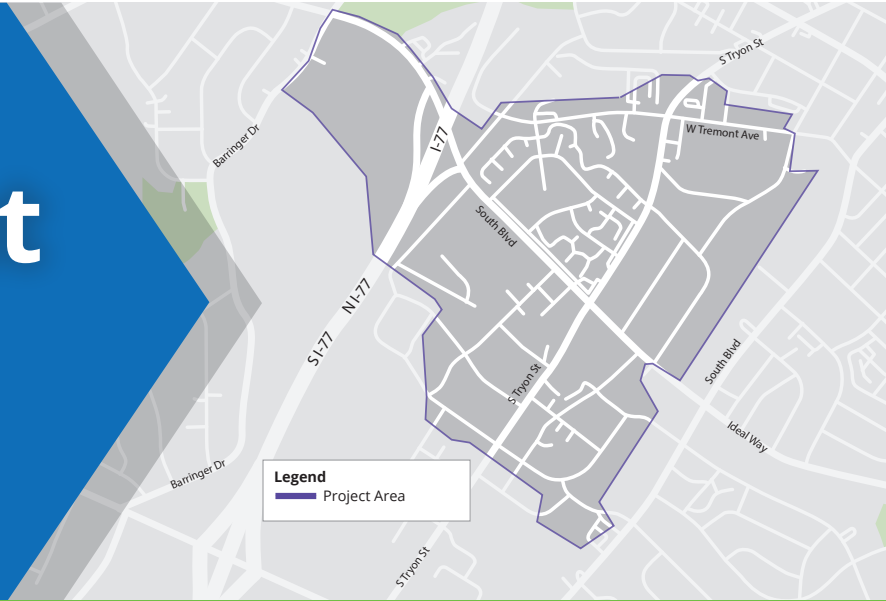 t
S Tryon St
W Tremont Ave
I-77
Barringer Dr
South Blvd
N I-77
S I-77
S Tryon St
South Blvd
Ideal Way
Barringer Dr
Legend
Project Area
S Tryon St